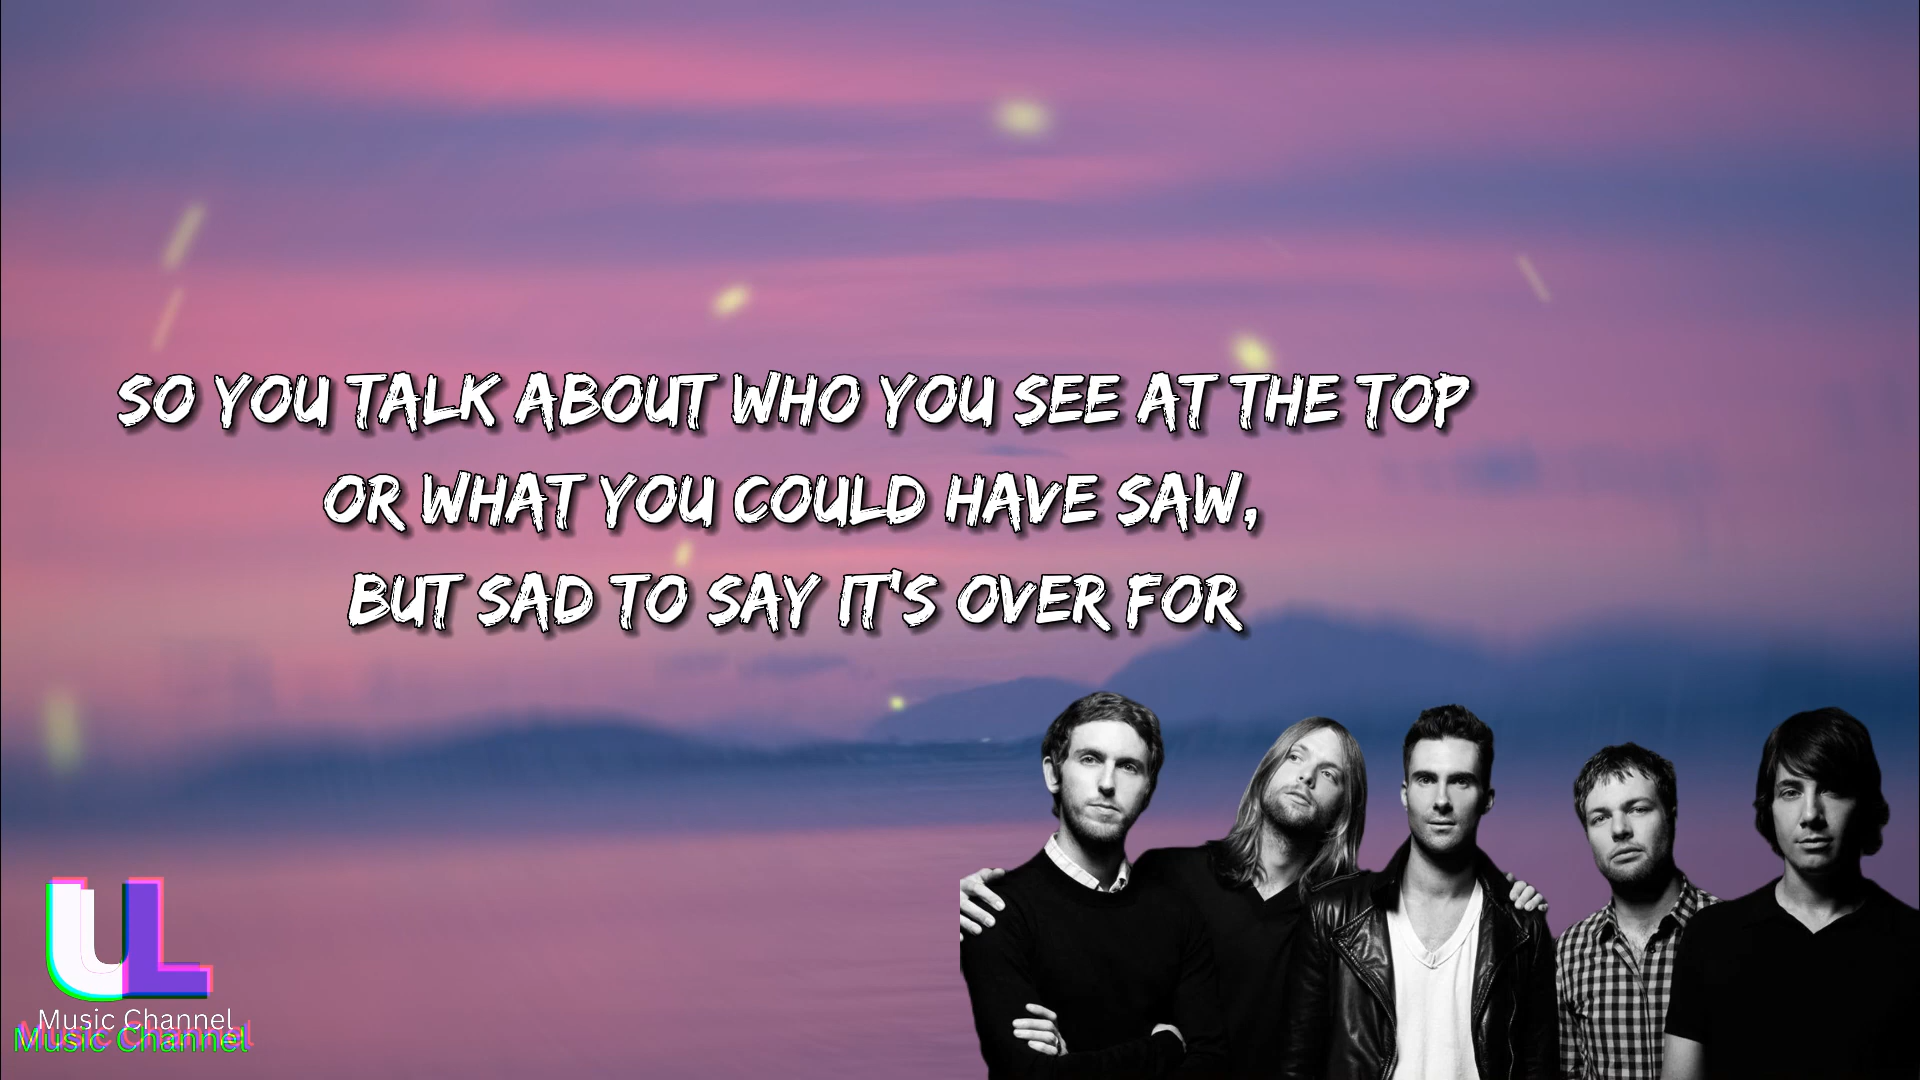 SO YOU TALK ABOUT WHO YOU SEE AT THE TOP
OR WHAT YOU COULD HAVE SAW,
BUT SAD TO SAY IT'S OVER FOR
UL
Music Channel
Music Channel